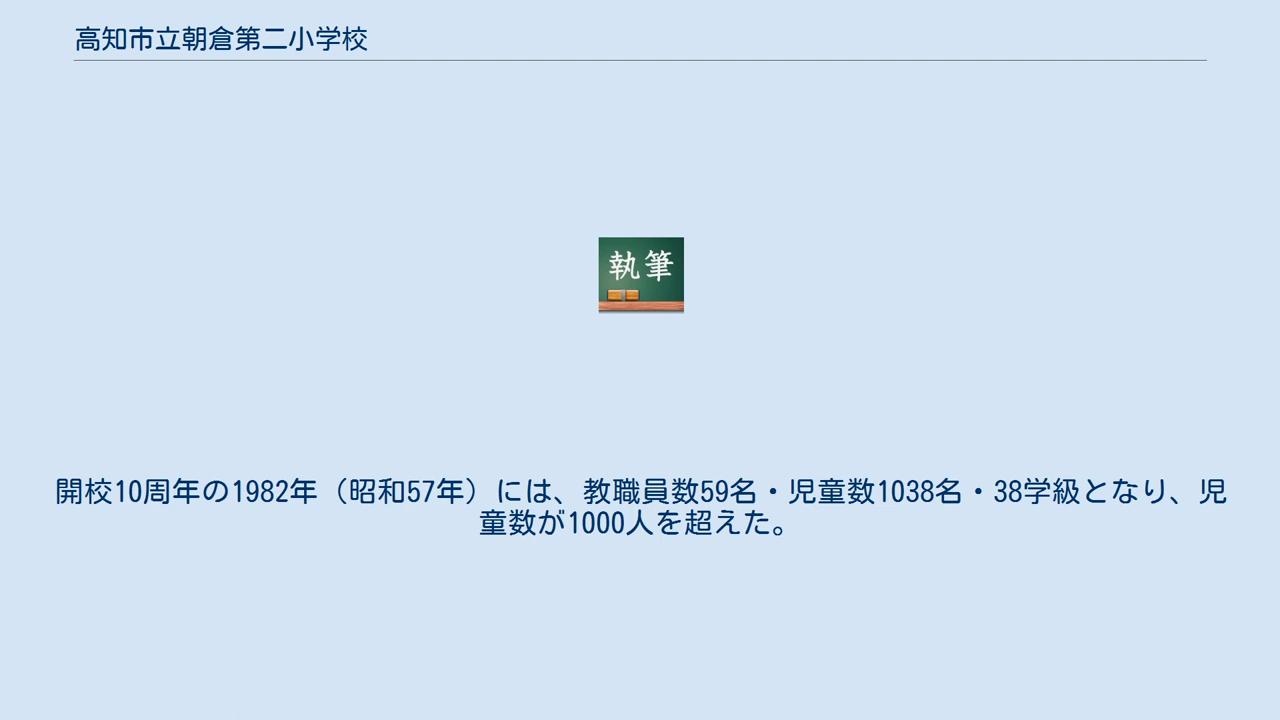 高知市立朝倉第二小学校
執筆
開校10周年の1982年（昭和57年）には、教職員数59名・児童数1038名・38学級となり、児
童数が1000人を超えた。